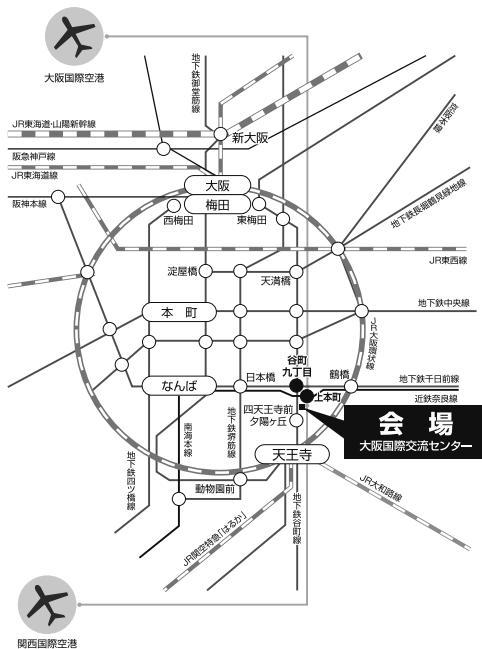 大阪国際空港
地下鉄御堂筋線
JR東海道・山陽新幹線
新大阪
阪急神戸線
JR東海道線
大阪
阪神本線
梅田
西梅田
東梅田
京阪本線
地下鉄長堀鶴見緑地線
JR東西線
淀屋橋
天満橋
本町
地下鉄中央線
JR大阪環状線
谷町
九丁目
鶴橋
なんば
日本橋
地下鉄千日前線
上本町
近鉄奈良線
四天王寺前
夕陽ヶ丘
会場
大阪国際交流センター
地下鉄四ツ橋線
南海本線
地下鉄堺筋線
天王寺
動物園前
JR大和路線
地下鉄谷町線
JR関空特急「はるか」
関西国際空港